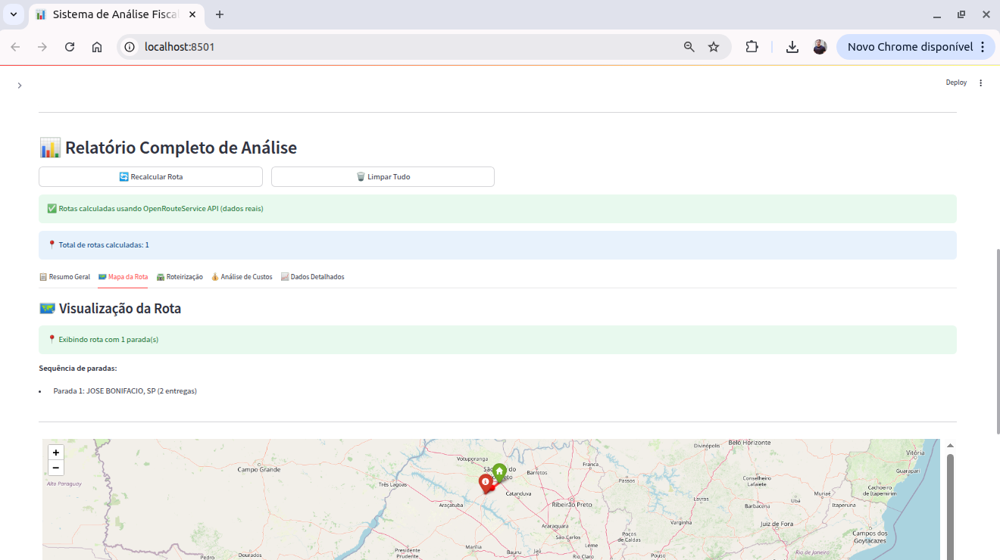 Sistema de Análise Fisca
localhost:8501
Novo Chrome disponível
Deploy
Relatório Completo de Análise
Recalcular Rota
Limpar Tudo
Rotas calculadas usando OpenRouteService API (dados reais)
Total de rotas calculadas: 1
Resumo Geral
Mapa da Rota
Roteirização
Análise de Custos
Dados Detalhados
Visualização da Rota
Exibindo rota com 1 parada(s)
Sequência de paradas:
• Parada 1: JOSE BONIFACIO, SP (2 entregas)
+
−
Belo Horizonte
Divinópolis
Vitória
Votuporanga
Franca
Guarapari
Campo Grande
São
do
Barretos
Passos
Conselheiro
Lafaiete
Alto Paraguay
Três Lagoas
Cachoeiro
de Itapemirim
Catanduva
Lavras
Ubá
Muriaé
Araçatuba
Ribeirão Preto
Barbacena
Itaperuna
Araraquara
Varginha
Juiz de Fora
Poços
de Caldas
São Carlos
Campos dos
Goytacazes
Marília
Leme
Presidente
Prudente
Bauru
Jaú
Rio Claro
Pouso
Rio de Janeiro
Pedro
Dourados